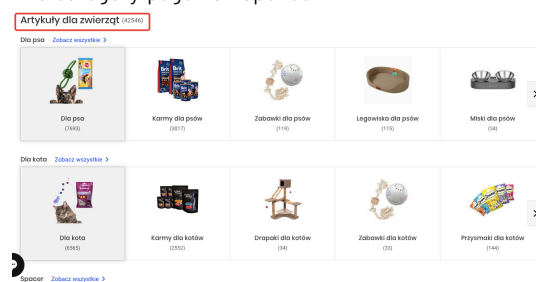 Artykuły dla zwierząt (42546)
Dla psa Zobacz wszystkie >
Dla psa
(7693)
Karmy dla psów
(3017)
Zabawki dla psów
(119)
Legowiska dla psów
(115)
Miski dla psów
(34)
Dla kota Zobacz wszystkie >
Dla kota
(6565)
Karmy dla kotów
(2552)
Drapaki dla kotów
(34)
Zabawki dla kotów
(33)
Przysmaki dla kotów
(144)
Spacer Zobacz wszystkie >